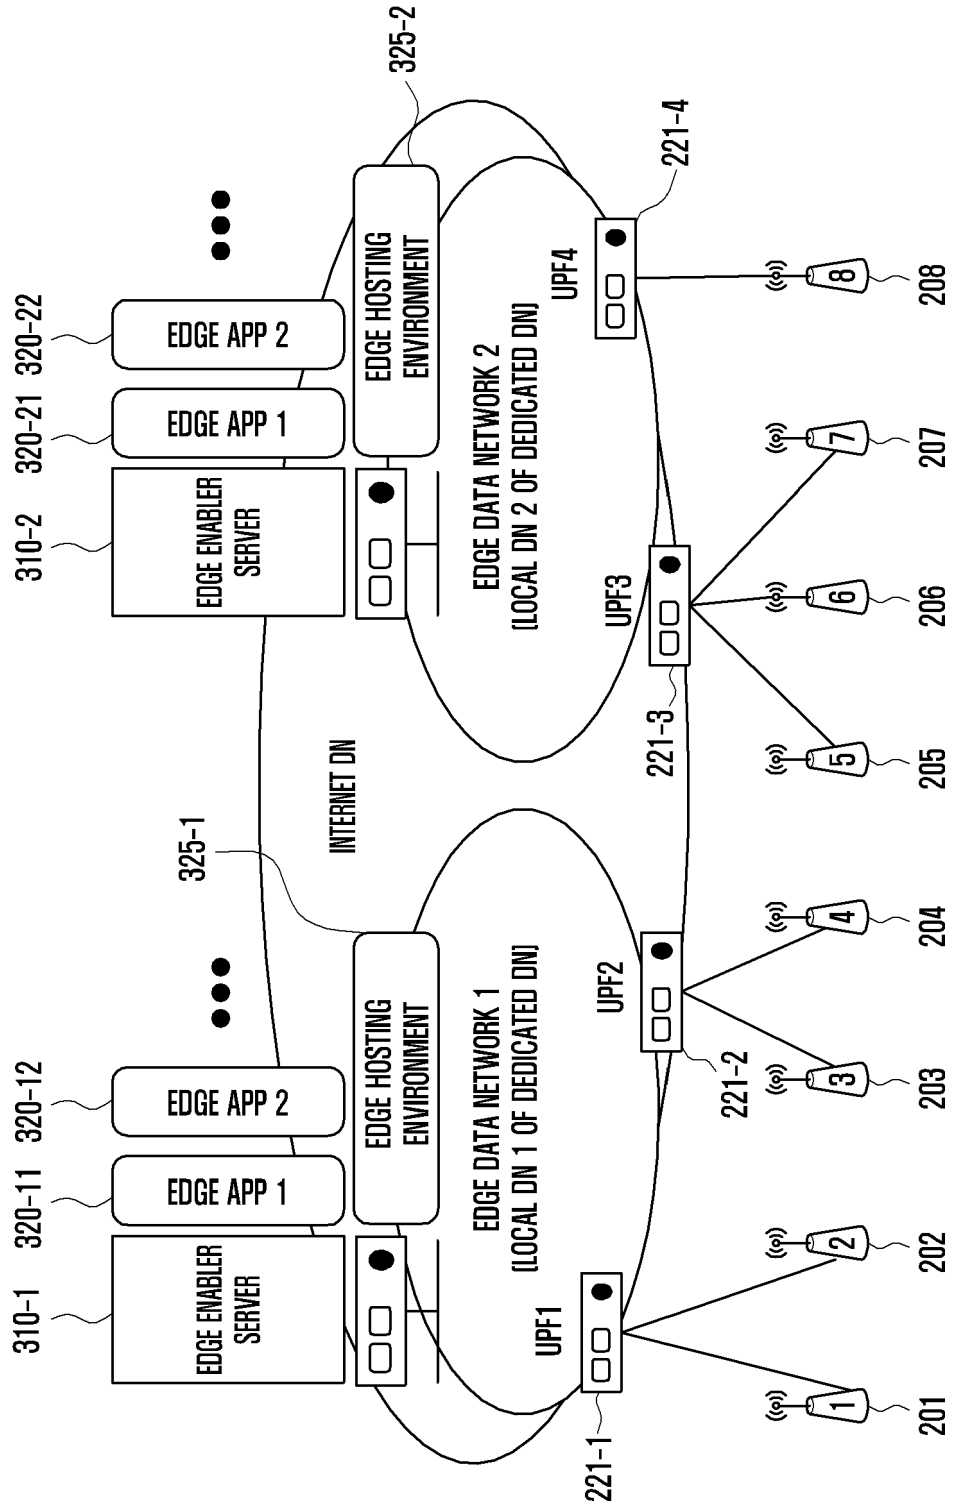 310-1
320-11
320-12
310-2
320-21
320-22
EDGE ENABLER
SERVER
EDGE APP 1
EDGE APP 2
EDGE ENABLER
SERVER
EDGE APP 1
EDGE APP 2
325-1
325-2
INTERNET DN
EDGE HOSTING
ENVIRONMENT
EDGE HOSTING
ENVIRONMENT
EDGE DATA NETWORK 1
[LOCAL DN 1 OF DEDICATED DN]
EDGE DATA NETWORK 2
[LOCAL DN 2 OF DEDICATED DN]
UPF1
UPF2
UPF3
UPF4
221-1
221-2
221-3
221-4
1
2
3
4
5
6
7
8
201
202
203
204
205
206
207
208